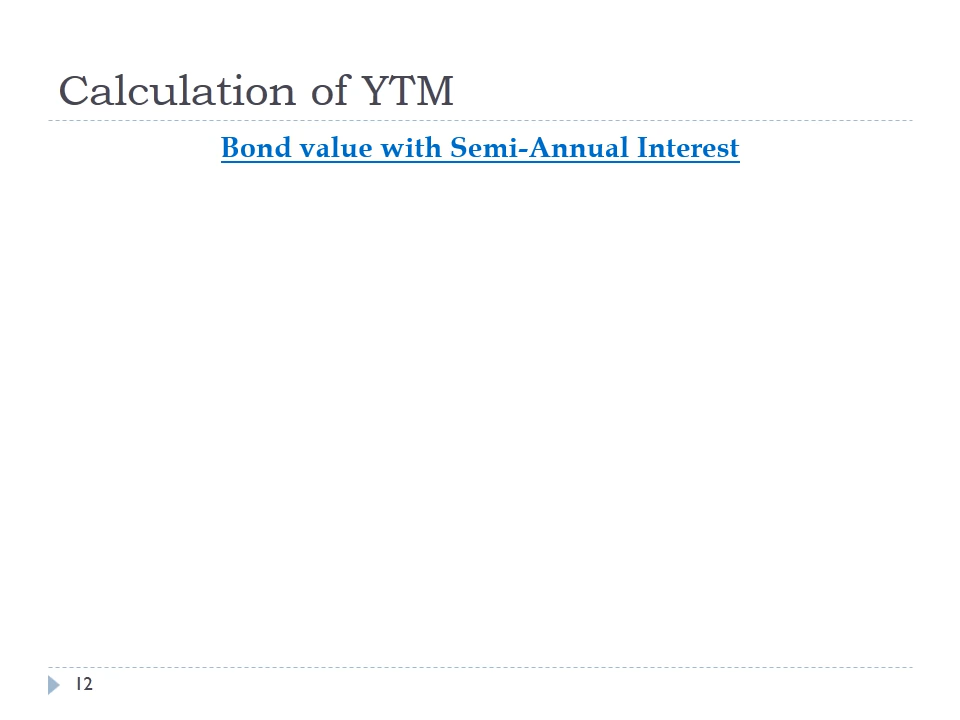 Calculation of YTM
Bond value with Semi-Annual Interest
12